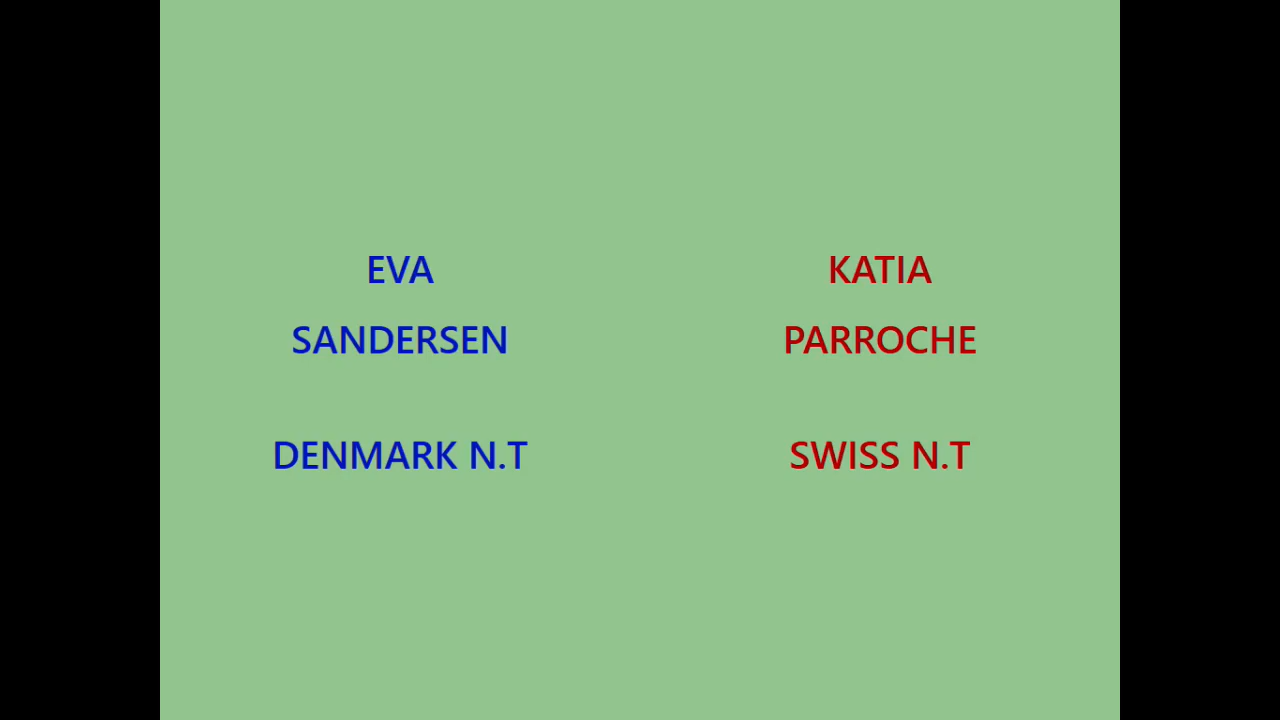 EVA
SANDERSEN
DENMARK N.T
KATIA
PARROCHE
SWISS N.T